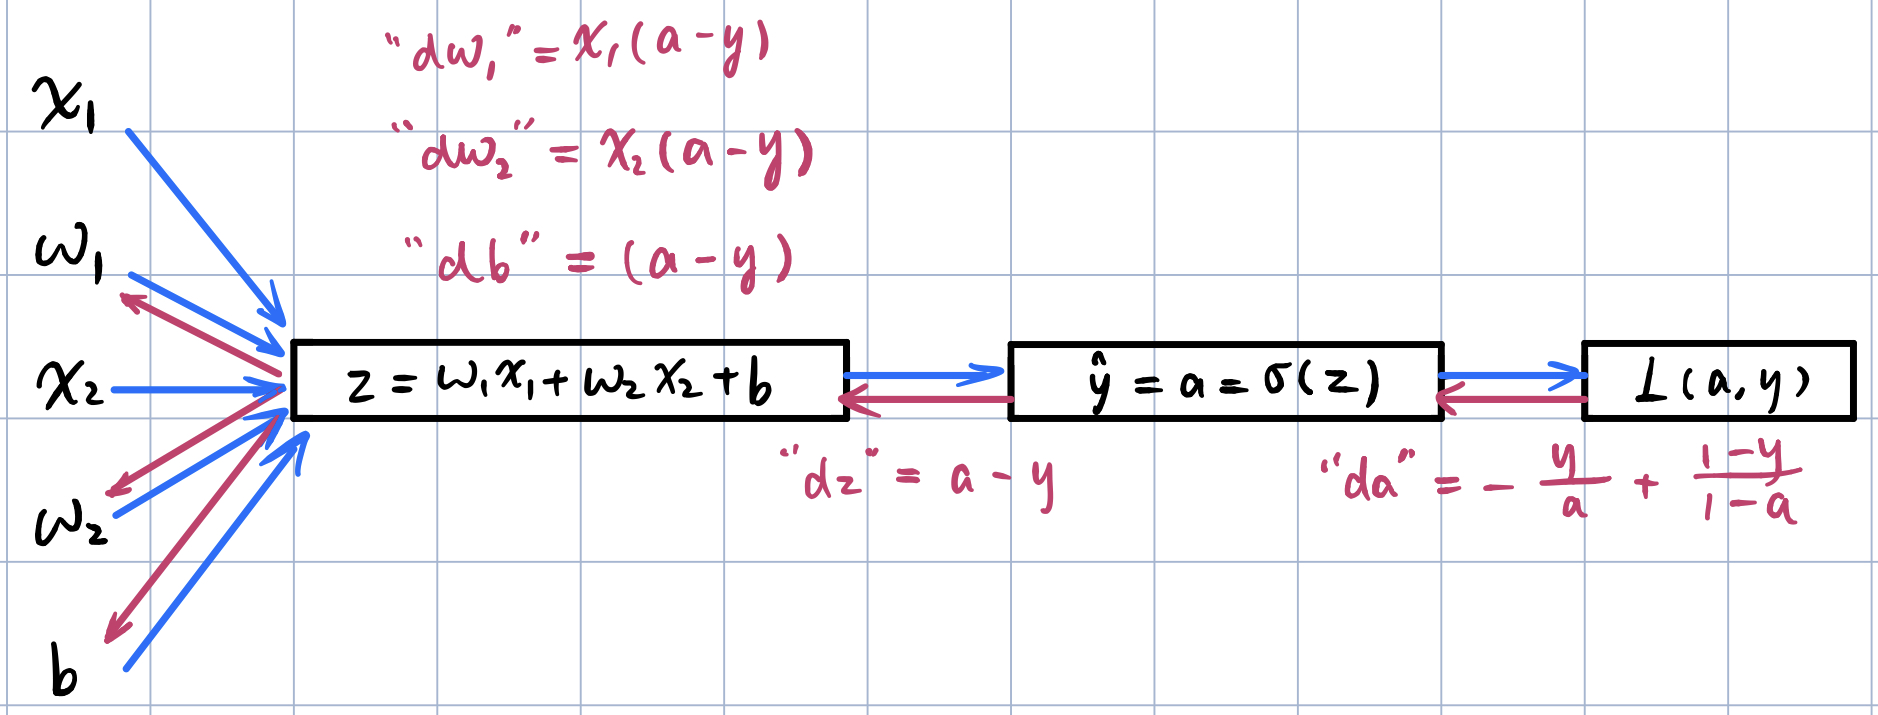 "dw₁" = x₁(a-y)
x₁
"dw₂" = x₂(a-y)
w₁
"db" = (a-y)
x₂
z = w₁x₁ + w₂x₂ + b
ŷ = a = σ(z)
L(a,y)
"dz" = a - y
"da" = - y/a + (1-y)/(1-a)
w₂
b